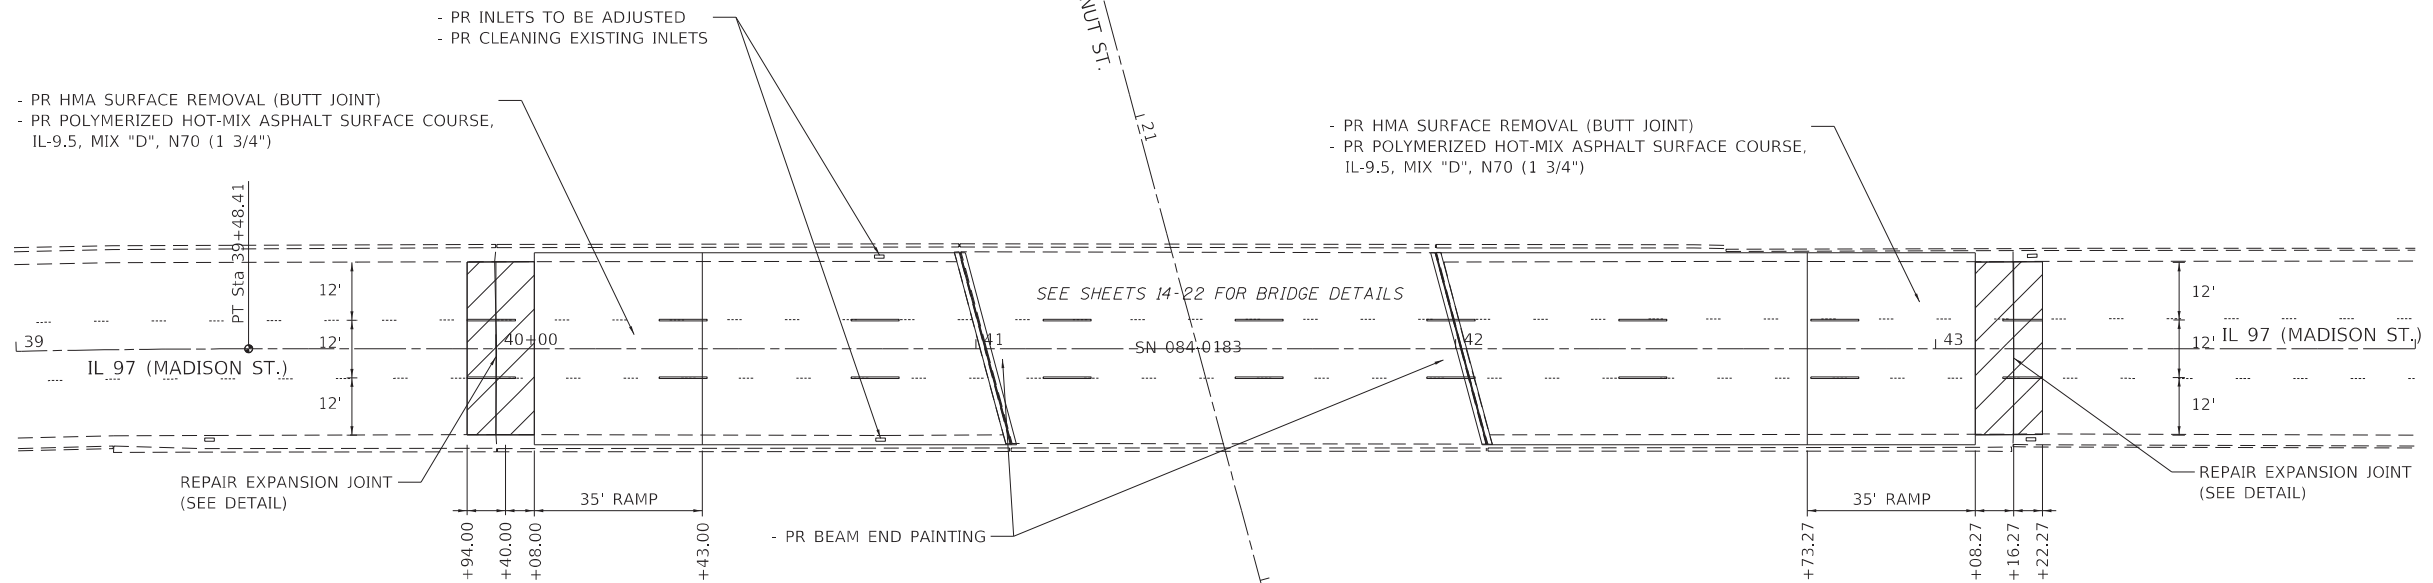 - PR INLETS TO BE ADJUSTED
- PR CLEANING EXISTING INLETS
NUT ST.
- PR HMA SURFACE REMOVAL (BUTT JOINT)
- PR POLYMERIZED HOT-MIX ASPHALT SURFACE COURSE,
IL-9.5, MIX "D", N70 (1 3/4")
21
- PR HMA SURFACE REMOVAL (BUTT JOINT)
- PR POLYMERIZED HOT-MIX ASPHALT SURFACE COURSE,
IL-9.5, MIX "D", N70 (1 3/4")
PT Sta 39+48.41
12'
12'
12'
SEE SHEETS 14-22 FOR BRIDGE DETAILS
12'
12'
12'
39
40+00
41
SN 084-0183
42
43
IL 97 (MADISON ST.)
IL 97 (MADISON ST.)
REPAIR EXPANSION JOINT
(SEE DETAIL)
35' RAMP
- PR BEAM END PAINTING
35' RAMP
REPAIR EXPANSION JOINT
(SEE DETAIL)
+94.00
+40.00
+08.00
+43.00
+73.27
+08.27
+16.27
+22.27